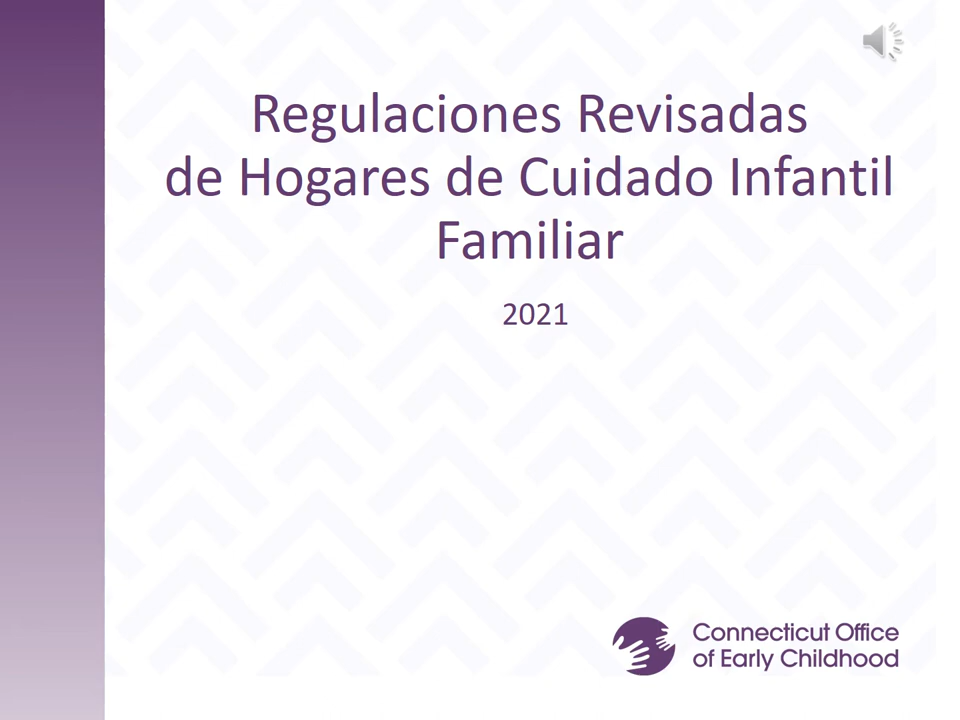 Regulaciones Revisadas
de Hogares de Cuidado Infantil
Familiar
2021
Connecticut Office
of Early Childhood